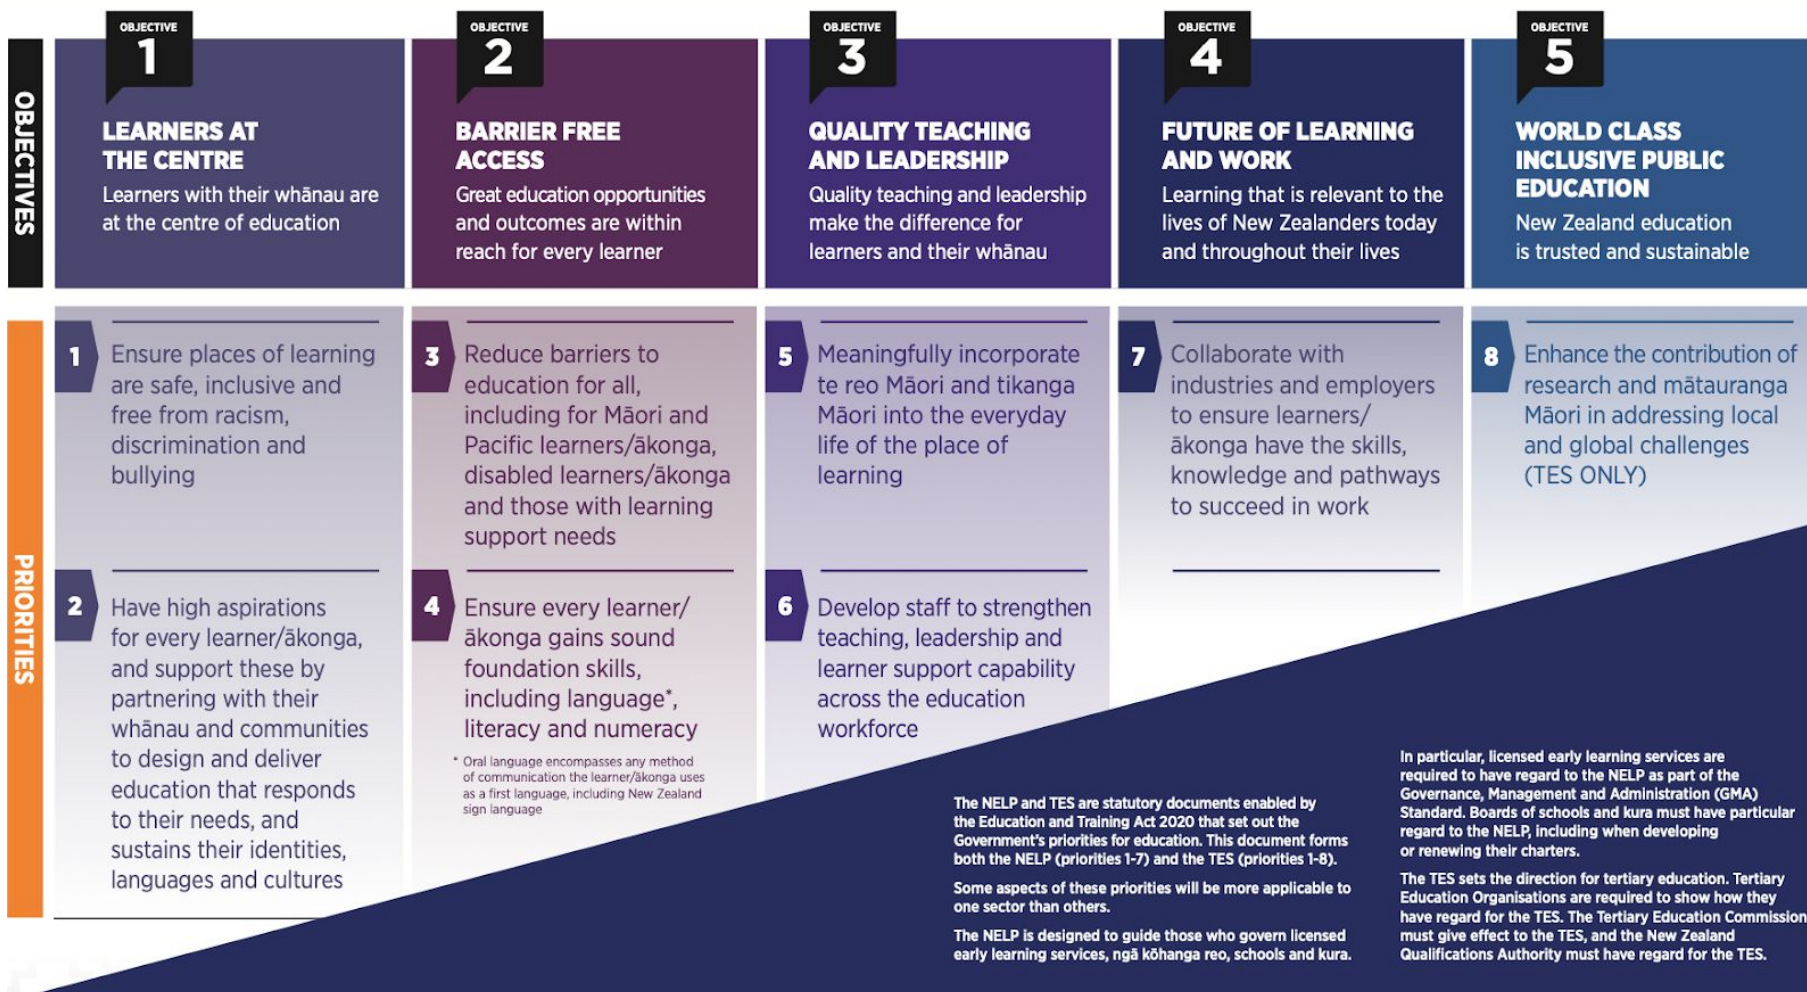 OBJECTIVES
OBJECTIVE
1
LEARNERS AT
THE CENTRE
Learners with their whānau are
at the centre of education
OBJECTIVE
2
BARRIER FREE
ACCESS
Great education opportunities
and outcomes are within
reach for every learner
OBJECTIVE
3
QUALITY TEACHING
AND LEADERSHIP
Quality teaching and leadership
make the difference for
learners and their whānau
OBJECTIVE
4
FUTURE OF LEARNING
AND WORK
Learning that is relevant to the
lives of New Zealanders today
and throughout their lives
OBJECTIVE
5
WORLD CLASS
INCLUSIVE PUBLIC
EDUCATION
New Zealand education
is trusted and sustainable
PRIORITIES
1
Ensure places of learning
are safe, inclusive and
free from racism,
discrimination and
bullying
2
Have high aspirations
for every learner/ākonga,
and support these by
partnering with their
whānau and communities
to design and deliver
education that responds
to their needs, and
sustains their identities,
languages and cultures
3
Reduce barriers to
education for all,
including for Māori and
Pacific learners/ākonga,
disabled learners/ākonga
and those with learning
support needs
4
Ensure every learner/
ākonga gains sound
foundation skills,
including language*,
literacy and numeracy
* Oral language encompasses any method
of communication the learner/ākonga uses
as a first language, including New Zealand
sign language
5
Meaningfully incorporate
te reo Māori and tikanga
Māori into the everyday
life of the place of
learning
6
Develop staff to strengthen
teaching, leadership and
learner support capability
across the education
workforce
7
Collaborate with
industries and employers
to ensure learners/
ākonga have the skills,
knowledge and pathways
to succeed in work
8
Enhance the contribution of
research and mātauranga
Māori in addressing local
and global challenges
(TES ONLY)
The NELP and TES are statutory documents enabled by
the Education and Training Act 2020 that set out the
Government's priorities for education. This document forms
both the NELP (priorities 1-7) and the TES (priorities 1-8).
Some aspects of these priorities will be more applicable to
one sector than others.
The NELP is designed to guide those who govern licensed
early learning services, ngā kōhanga reo, schools and kura.
In particular, licensed early learning services are
required to have regard to the NELP as part of the
Governance, Management and Administration (GMA)
Standard. Boards of schools and kura must have particular
regard to the NELP, including when developing
or renewing their charters.
The TES sets the direction for tertiary education. Tertiary
Education Organisations are required to show how they
have regard for the TES. The Tertiary Education Commission
must give effect to the TES, and the New Zealand
Qualifications Authority must have regard for the TES.